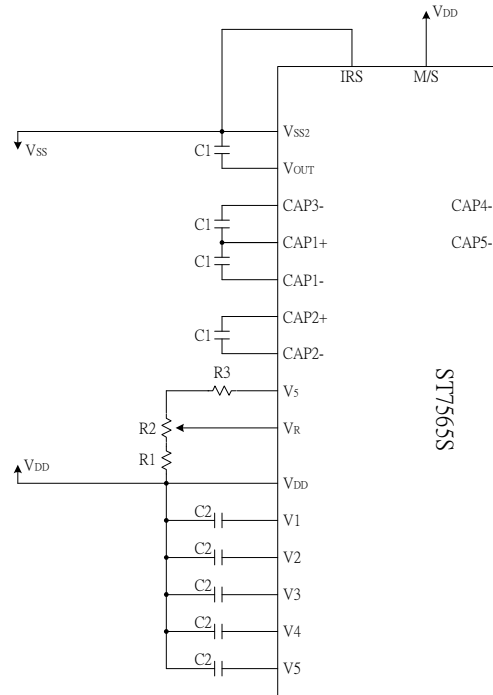 VDD
IRS M/S
VSS2
VSS
C1
VOUT
CAP3- CAP4-
C1
CAP1+ CAP5-
C1
CAP1-
CAP2+
C1
CAP2-
R3
V5
R2
VR
R1
VDD
VDD
C2
V1
C2
V2
C2
V3
C2
V4
C2
V5
ST7565S